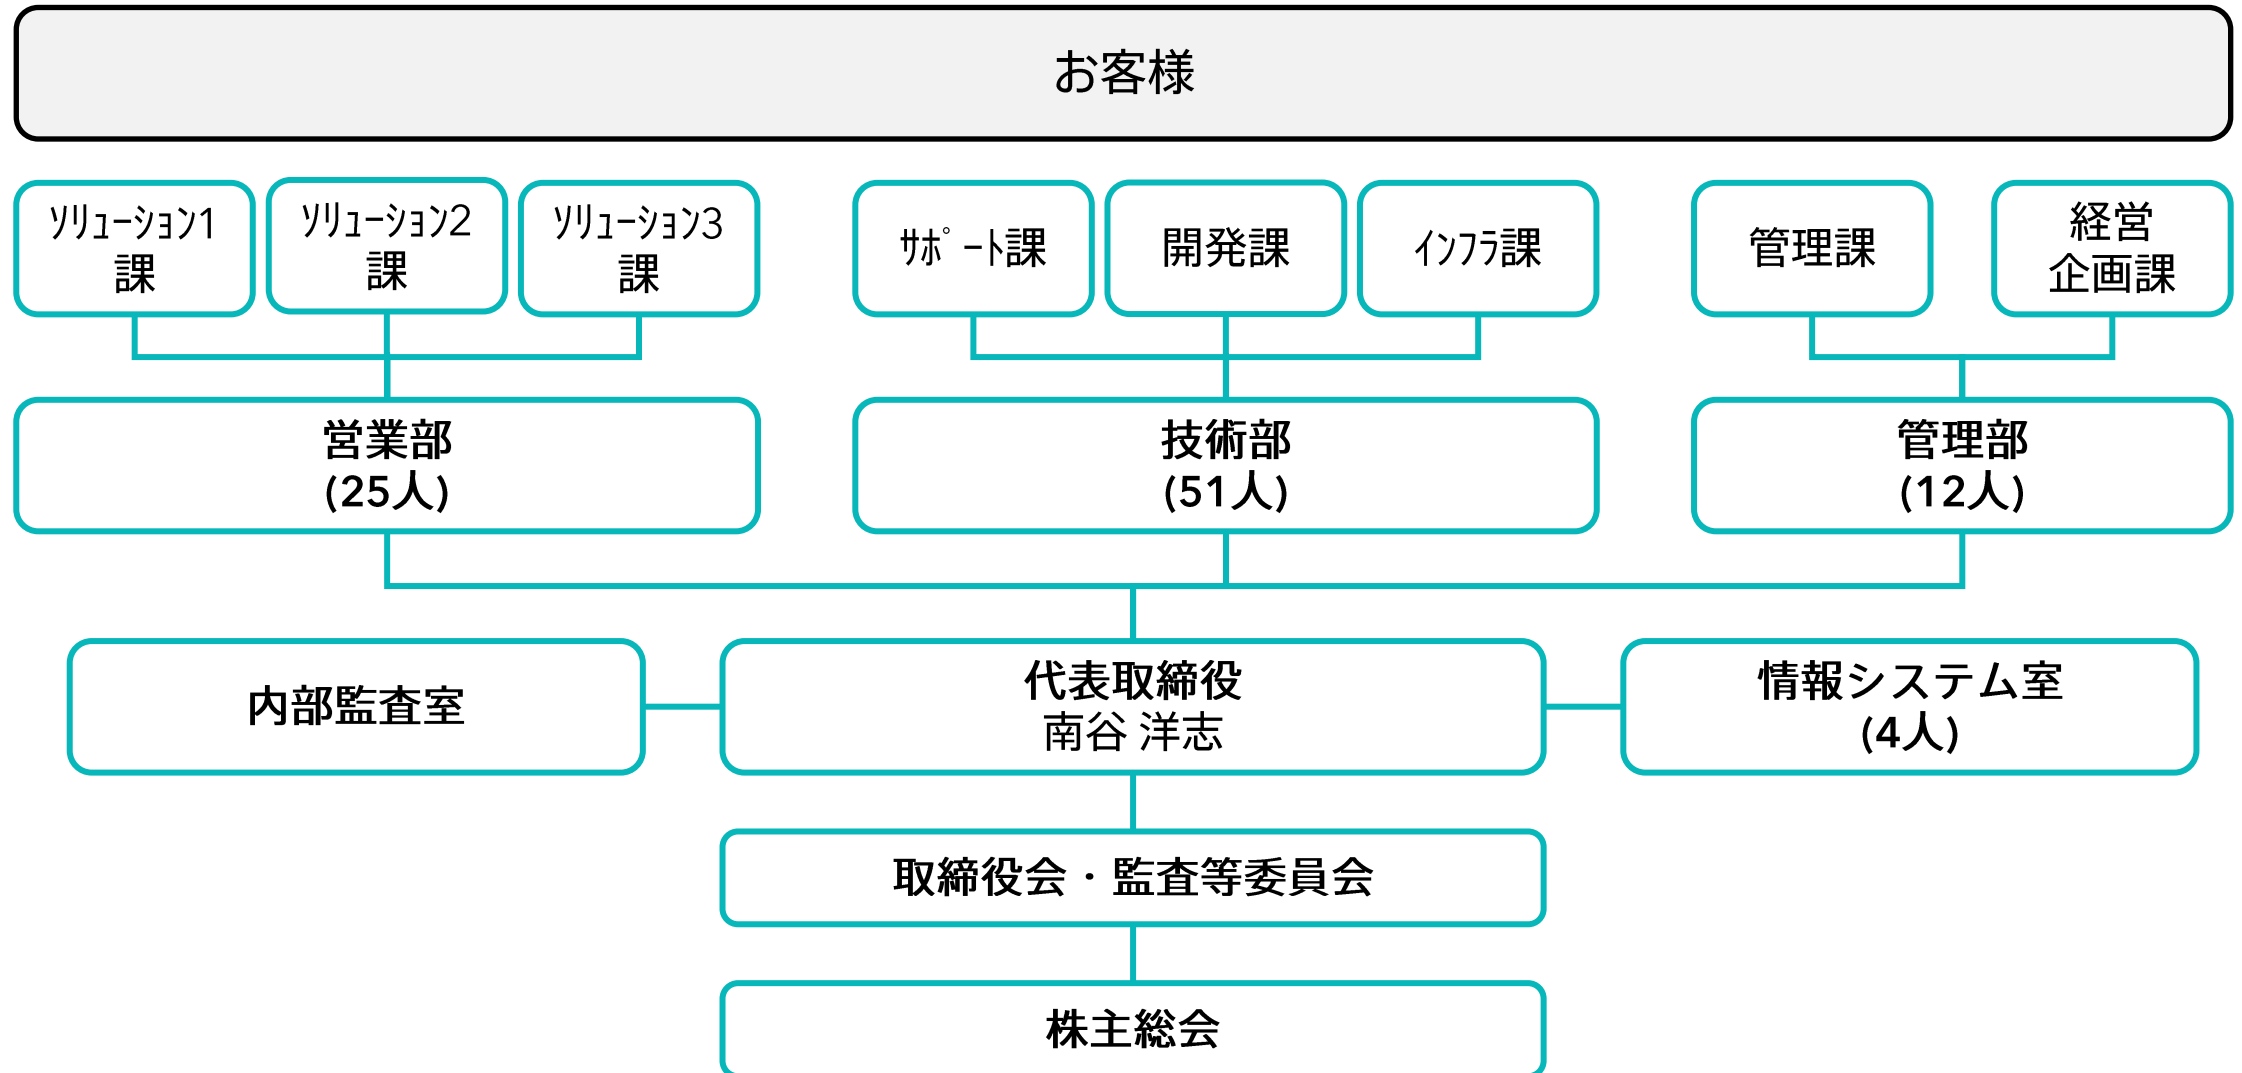 お客様
ｿﾘｭｰｼｮﾝ1
課
ｿﾘｭｰｼｮﾝ2
課
ｿﾘｭｰｼｮﾝ3
課
ｻﾎﾟｰﾄ課
開発課
ｲﾝﾌﾗ課
管理課
経営
企画課
営業部
(25人)
技術部
(51人)
管理部
(12人)
内部監査室
代表取締役
南谷 洋志
情報システム室
(4人)
取締役会・監査等委員会
株主総会